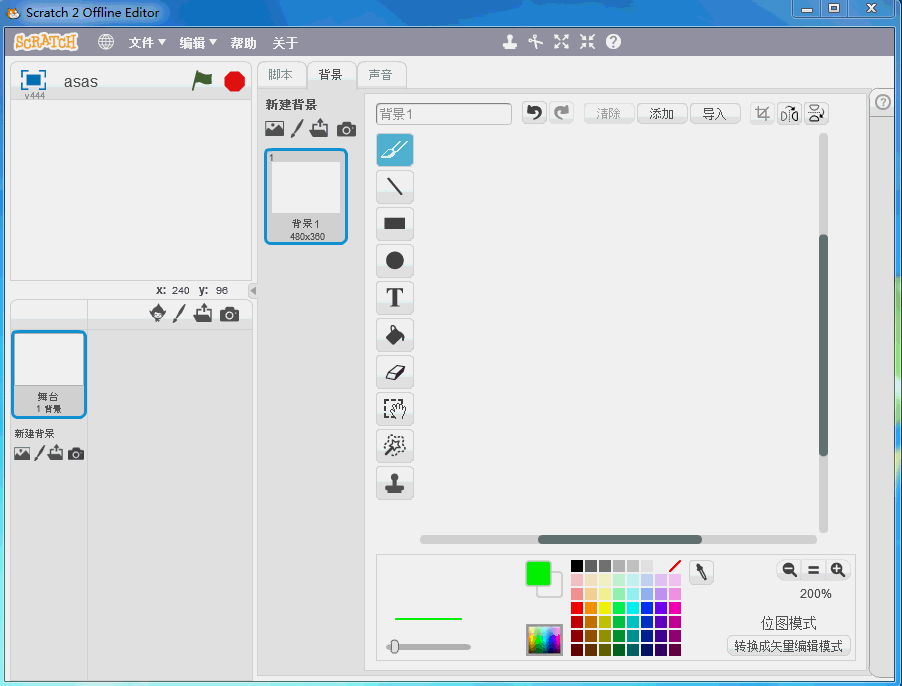 Scratch 2 Offline Editor
SCRATCH 文件 编辑 帮助 关于
asas
v444
脚本 背景 声音
新建背景
1
背景1
480x360
背景1
清除 添加 导入
T
x: 240 y: 96
舞台
1 背景
新建背景
200%
位图模式
转换成矢量编辑模式